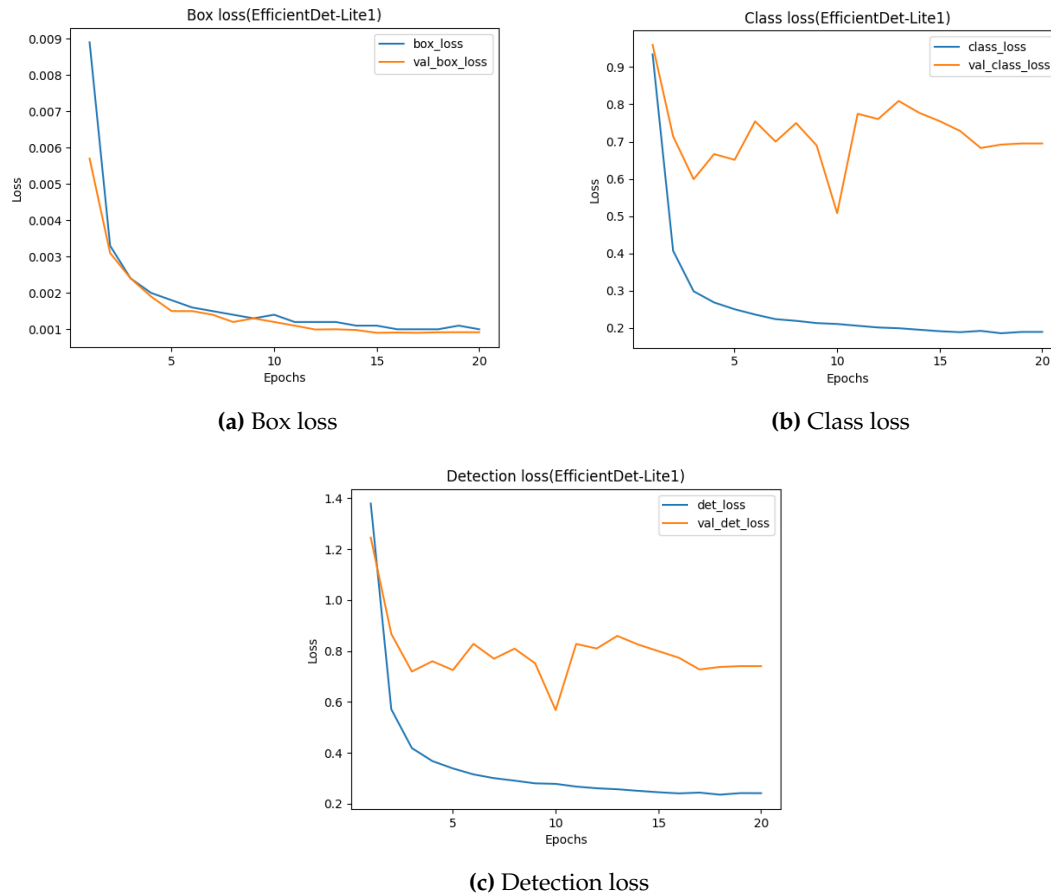 Box loss(EfficientDet-Lite1)
box_loss
val_box_loss
0.009
0.008
0.007
0.006
0.005
0.004
0.003
0.002
0.001
Loss
5
10
15
20
Epochs
(a) Box loss
Class loss(EfficientDet-Lite1)
class_loss
val_class_loss
0.9
0.8
0.7
0.6
0.5
0.4
0.3
0.2
Loss
5
10
15
20
Epochs
(b) Class loss
Detection loss(EfficientDet-Lite1)
det_loss
val_det_loss
1.4
1.2
1.0
0.8
0.6
0.4
0.2
Loss
5
10
15
20
Epochs
(c) Detection loss